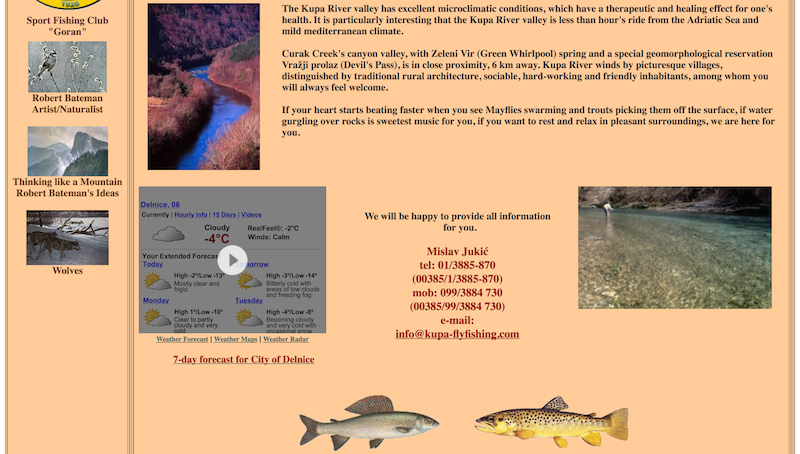 1926
Sport Fishing Club
"Goran"
Robert Bateman
Artist/Naturalist
Thinking like a Mountain
Robert Bateman's Ideas
Wolves
The Kupa River valley has excellent microclimatic conditions, which have a therapeutic and healing effect for one's
health. It is particularly interesting that the Kupa River valley is less than hour's ride from the Adriatic Sea and
mild mediterranean climate.
Curak Creek's canyon valley, with Zeleni Vir (Green Whirlpool) spring and a special geomorphological reservation
Vražji prolaz (Devil's Pass), is in close proximity, 6 km away. Kupa River winds by picturesque villages,
distinguished by traditional rural architecture, sociable, hard-working and friendly inhabitants, among whom you
will always feel welcome.
If your heart starts beating faster when you see Mayflies swarming and trouts picking them off the surface, if water
gurgling over rocks is sweetest music for you, if you want to rest and relax in pleasant surroundings, we are here for
you.
Delnice, 08
Currently | Hourly Info | 15 Days | Videos
Cloudy
-4°C
RealFeel®: -2°C
Winds: Calm
Your Extended Forecast
Today
High -2°/Low -13°
Mostly clear and
frigid
High -3°/Low -14°
Bitterly cold with
areas of low clouds
and freezing fog;
Monday
High 1°/Low -10°
Clear to partly
cloudy and very
cold
Tuesday
High -4°/Low -8°
Becoming cloudy
and very cold with
occasional snow
Weather Forecast | Weather Maps | Weather Radar
7-day forecast for City of Delnice
We will be happy to provide all information
for you.
Mislav Jukić
tel: 01/3885-870
(00385/1/3885-870)
mob: 099/3884 730
(00385/99/3884 730)
e-mail:
info@kupa-flyfishing.com